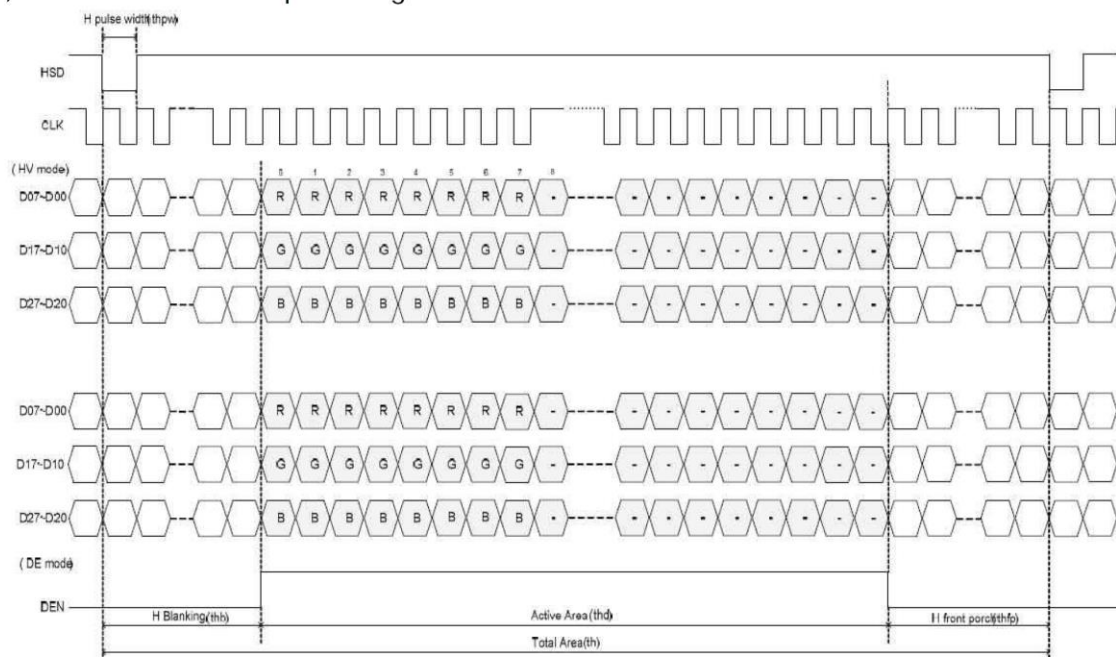 H pulse width(thpw)
HSD
CLK
(HV mode)
0 1 2 3 4 5 6 7 8
D07~D00 R R R R R R R R - - - - - - - - -
D17~D10 G G G G G G G G - - - - - - - - -
D27~D20 B B B B B B B B - - - - - - - - -
D07~D00 R R R R R R R R - - - - - - - - -
D17~D10 G G G G G G G G - - - - - - - - -
D27~D20 B B B B B B B B - - - - - - - - -
(DE mode)
DEN
H Blanking(thb) Active Area(thd) H front porch(thfp)
Total Area(th)